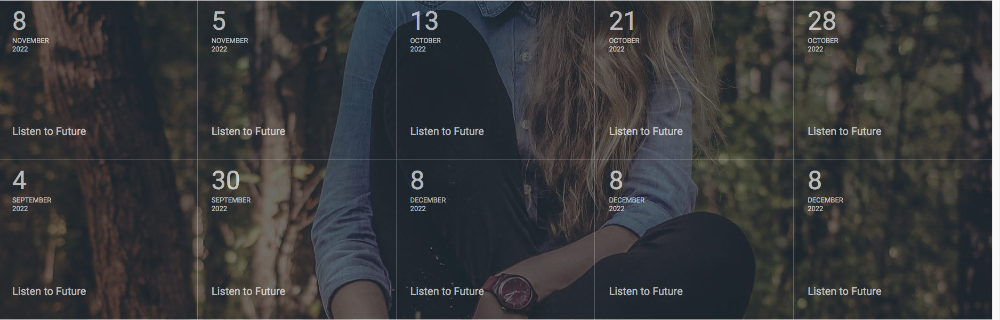 8
NOVEMBER
2022
Listen to Future
5
NOVEMBER
2022
Listen to Future
13
OCTOBER
2022
Listen to Future
21
OCTOBER
2022
Listen to Future
28
OCTOBER
2022
Listen to Future
4
SEPTEMBER
2022
Listen to Future
30
SEPTEMBER
2022
Listen to Future
8
DECEMBER
2022
Listen to Future
8
DECEMBER
2022
Listen to Future
8
DECEMBER
2022
Listen to Future